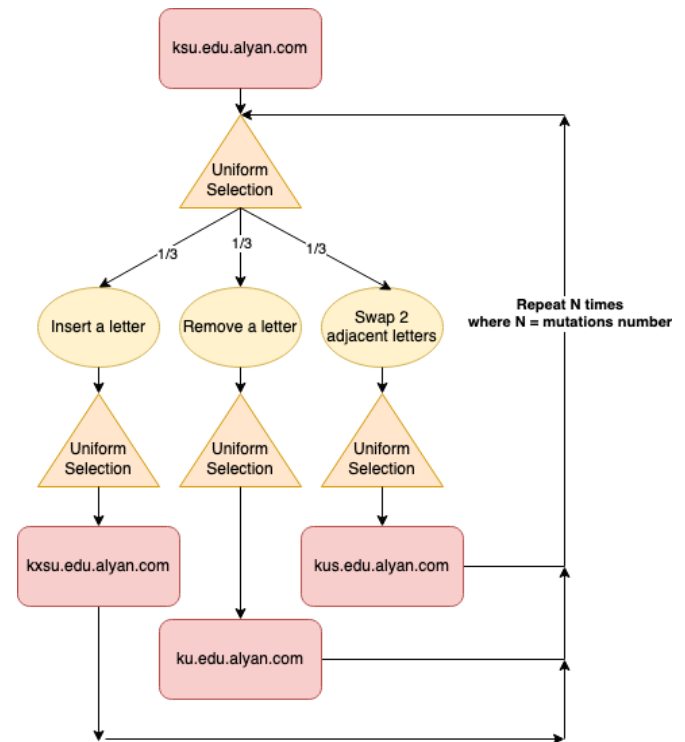 ksu.edu.alyan.com
Uniform
Selection
1/3
1/3
1/3
Insert a letter
Remove a letter
Swap 2
adjacent letters
Repeat N times
where N = mutations number
Uniform
Selection
Uniform
Selection
Uniform
Selection
kxsu.edu.alyan.com
kus.edu.alyan.com
ku.edu.alyan.com